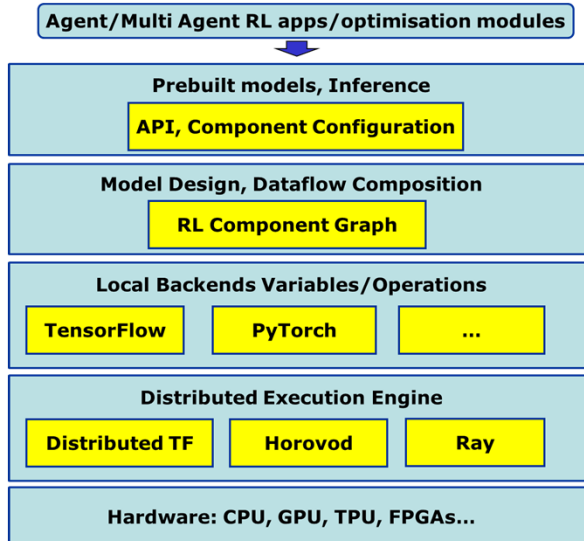 Agent/Multi Agent RL apps/optimisation modules
Prebuilt models, Inference
API, Component Configuration
Model Design, Dataflow Composition
RL Component Graph
Local Backends Variables/Operations
TensorFlow
PyTorch
...
Distributed Execution Engine
Distributed TF
Horovod
Ray
Hardware: CPU, GPU, TPU, FPGAs...